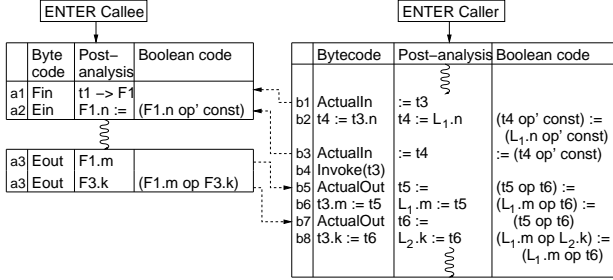 ENTER Callee
Byte code Post-analysis Boolean code
a1 Fin t1 -> F1
a2 Ein F1.n := (F1.n op' const)
a3 Eout F1.m
a3 Eout F3.k (F1.m op F3.k)
ENTER Caller
Bytecode Post-analysis Boolean code
b1 ActualIn := t3
b2 t4 := t3.n t4 := L1.n (t4 op' const) :=
(L1.n op' const)
b3 ActualIn := t4 := (t4 op' const)
b4 Invoke(t3)
b5 ActualOut t5 := (t5 op t6) :=
b6 t3.m := t5 L1.m := t5 (L1.m op t6) :=
b7 ActualOut t6 := (t5 op t6)
b8 t3.k := t6 L2.k := t6 (L1.m op L2.k) :=
(L1.m op t6)